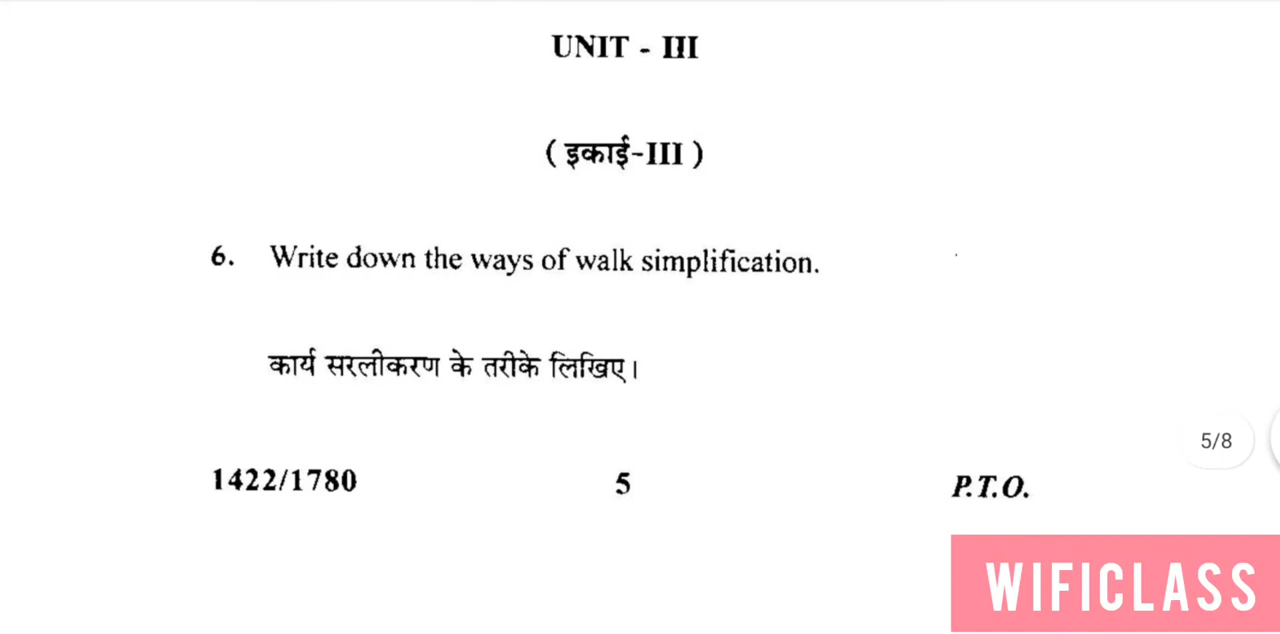 UNIT - III
( इकाई-III )
6. Write down the ways of walk simplification.
कार्य सरलीकरण के तरीके लिखिए।
5/8
1422/1780 5 P.T.O.
WIFICLASS